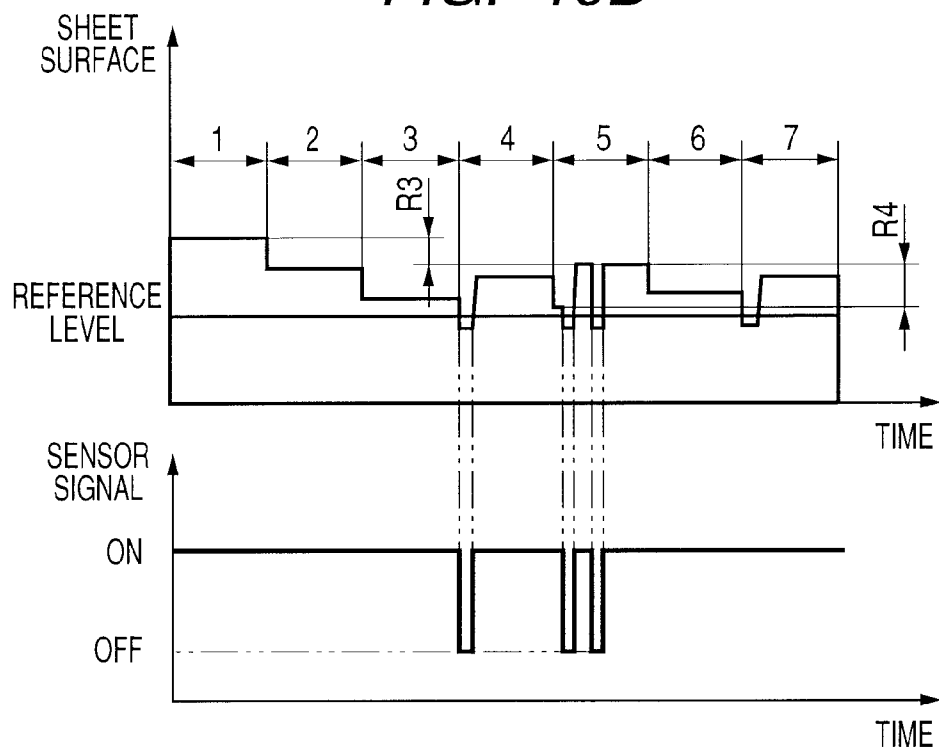 SHEET
SURFACE
1 2 3 4 5 6 7
R3
R4
REFERENCE
LEVEL
TIME
SENSOR
SIGNAL
ON
OFF
TIME